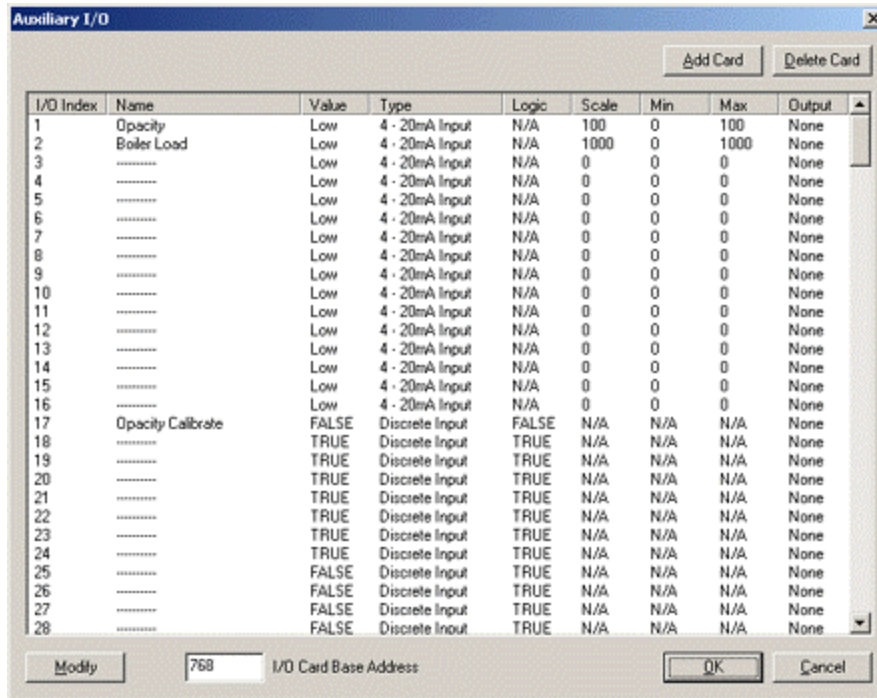 Auxiliary I/O
Add Card Delete Card
I/O Index Name Value Type Logic Scale Min Max Output
1 Opacity Low 4 - 20mA Input N/A 100 0 100 None
2 Boiler Load Low 4 - 20mA Input N/A 1000 0 1000 None
3 ---------- Low 4 - 20mA Input N/A 0 0 0 None
4 ---------- Low 4 - 20mA Input N/A 0 0 0 None
5 ---------- Low 4 - 20mA Input N/A 0 0 0 None
6 ---------- Low 4 - 20mA Input N/A 0 0 0 None
7 ---------- Low 4 - 20mA Input N/A 0 0 0 None
8 ---------- Low 4 - 20mA Input N/A 0 0 0 None
9 ---------- Low 4 - 20mA Input N/A 0 0 0 None
10 ---------- Low 4 - 20mA Input N/A 0 0 0 None
11 ---------- Low 4 - 20mA Input N/A 0 0 0 None
12 ---------- Low 4 - 20mA Input N/A 0 0 0 None
13 ---------- Low 4 - 20mA Input N/A 0 0 0 None
14 ---------- Low 4 - 20mA Input N/A 0 0 0 None
15 ---------- Low 4 - 20mA Input N/A 0 0 0 None
16 ---------- Low 4 - 20mA Input N/A 0 0 0 None
17 Opacity Calibrate FALSE Discrete Input FALSE N/A N/A N/A None
18 ---------- TRUE Discrete Input TRUE N/A N/A N/A None
19 ---------- TRUE Discrete Input TRUE N/A N/A N/A None
20 ---------- TRUE Discrete Input TRUE N/A N/A N/A None
21 ---------- TRUE Discrete Input TRUE N/A N/A N/A None
22 ---------- TRUE Discrete Input TRUE N/A N/A N/A None
23 ---------- TRUE Discrete Input TRUE N/A N/A N/A None
24 ---------- TRUE Discrete Input TRUE N/A N/A N/A None
25 ---------- FALSE Discrete Input TRUE N/A N/A N/A None
26 ---------- FALSE Discrete Input TRUE N/A N/A N/A None
27 ---------- FALSE Discrete Input TRUE N/A N/A N/A None
28 ---------- FALSE Discrete Input TRUE N/A N/A N/A None
Modify 768 I/O Card Base Address OK Cancel